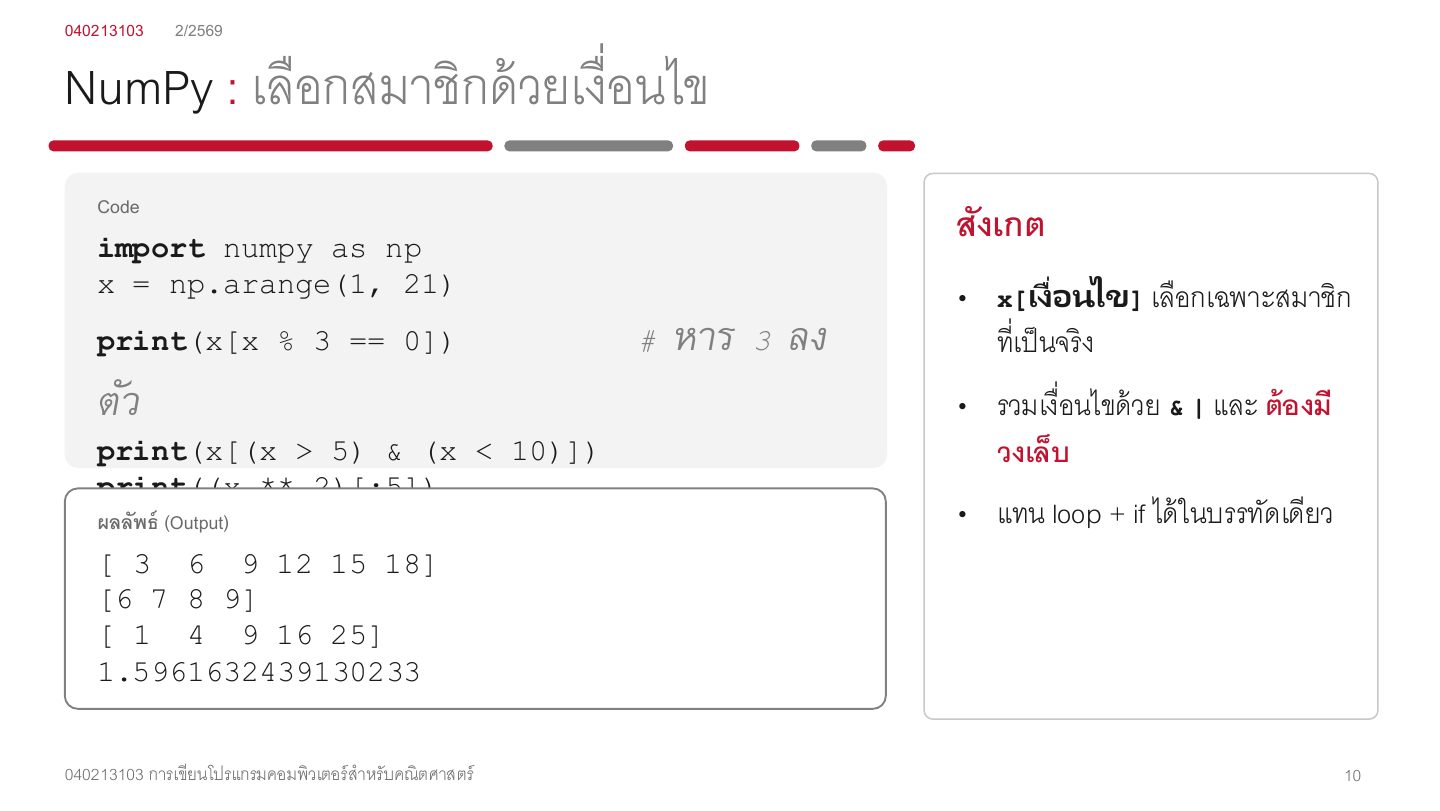 040213103 2/2569
NumPy : เลือกสมาชิกด้วยเงื่อนไข
Code
import numpy as np
x = np.arange(1, 21)
print(x[x % 3 == 0]) # หาร 3 ลง
ตัว
print(x[(x > 5) & (x < 10)])
print((x ** 2)[:5])
ผลลัพธ์ (Output)
[ 3  6  9 12 15 18]
[6 7 8 9]
[ 1  4  9 16 25]
1.5961632439130233
สังเกต
• x[เงื่อนไข] เลือกเฉพาะสมาชิก
ที่เป็นจริง
• รวมเงื่อนไขด้วย & | และ ต้องมี
วงเล็บ
• แทน loop + if ได้ในบรรทัดเดียว
040213103 การเขียนโปรแกรมคอมพิวเตอร์สำหรับคณิตศาสตร์ 10